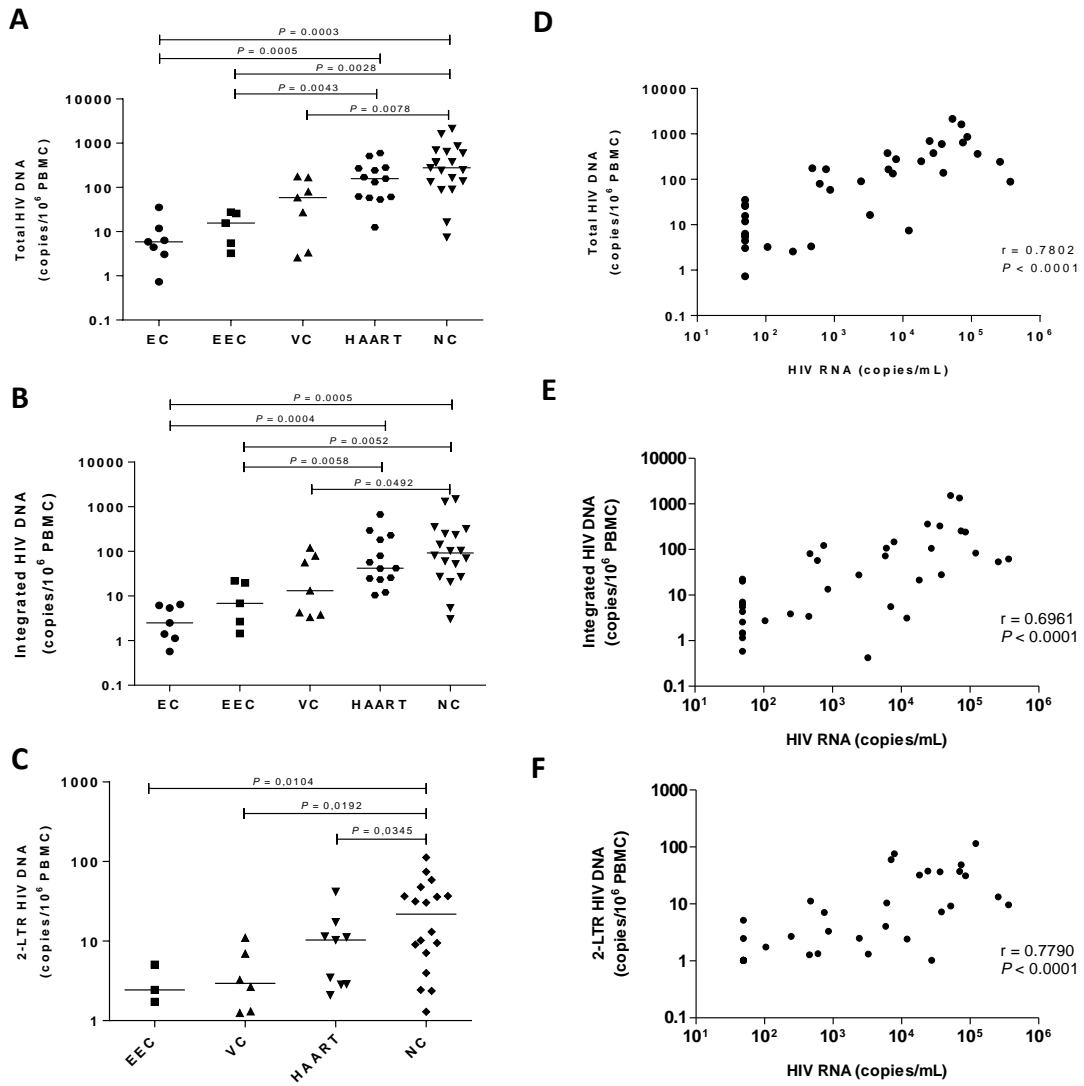 A
P = 0.0003
P = 0.0005
P = 0.0028
P = 0.0043
P = 0.0078
Total HIV DNA
(copies/10⁶ PBMC)
10000
1000
100
10
1
0.1
EC EEC VC HAART NC
D
Total HIV DNA
(copies/10⁶ PBMC)
10000
1000
100
10
1
0.1
r = 0.7802
P < 0.0001
10¹ 10² 10³ 10⁴ 10⁵ 10⁶
HIV RNA (copies/mL)
B
P = 0.0005
P = 0.0004
P = 0.0052
P = 0.0058
P = 0.0492
Integrated HIV DNA
(copies/10⁶ PBMC)
10000
1000
100
10
1
0.1
EC EEC VC HAART NC
E
Integrated HIV DNA
(copies/10⁶ PBMC)
10000
1000
100
10
1
0.1
r = 0.6961
P < 0.0001
10¹ 10² 10³ 10⁴ 10⁵ 10⁶
HIV RNA (copies/mL)
C
P = 0,0104
P = 0,0192
P = 0,0345
2-LTR HIV DNA
(copies/10⁶ PBMC)
1000
100
10
1
EEC VC HAART NC
F
2-LTR HIV DNA
(copies/10⁶ PBMC)
1000
100
10
1
0.1
r = 0.7790
P < 0.0001
10¹ 10² 10³ 10⁴ 10⁵ 10⁶
HIV RNA (copies/mL)